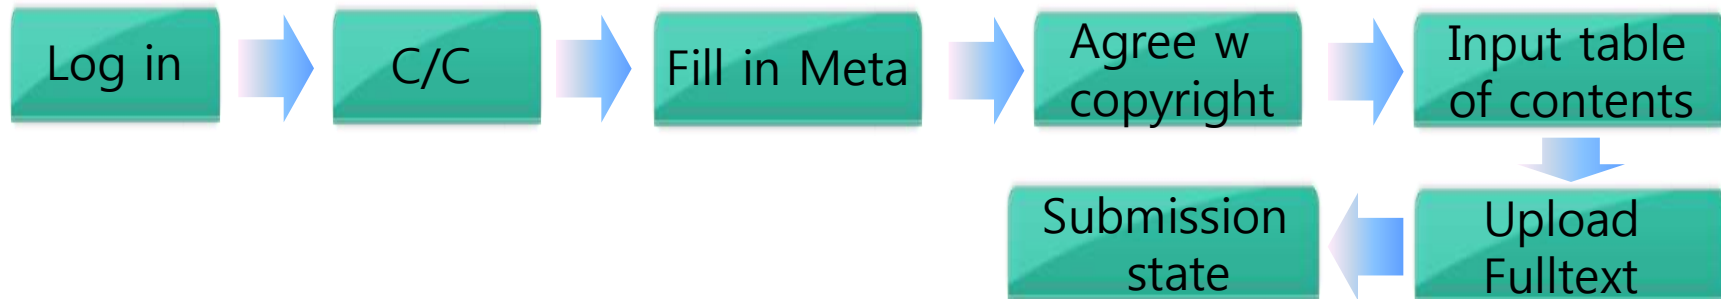 Log in
C/C
Fill in Meta
Agree w
copyright
Input table
of contents
Upload
Fulltext
Submission
state